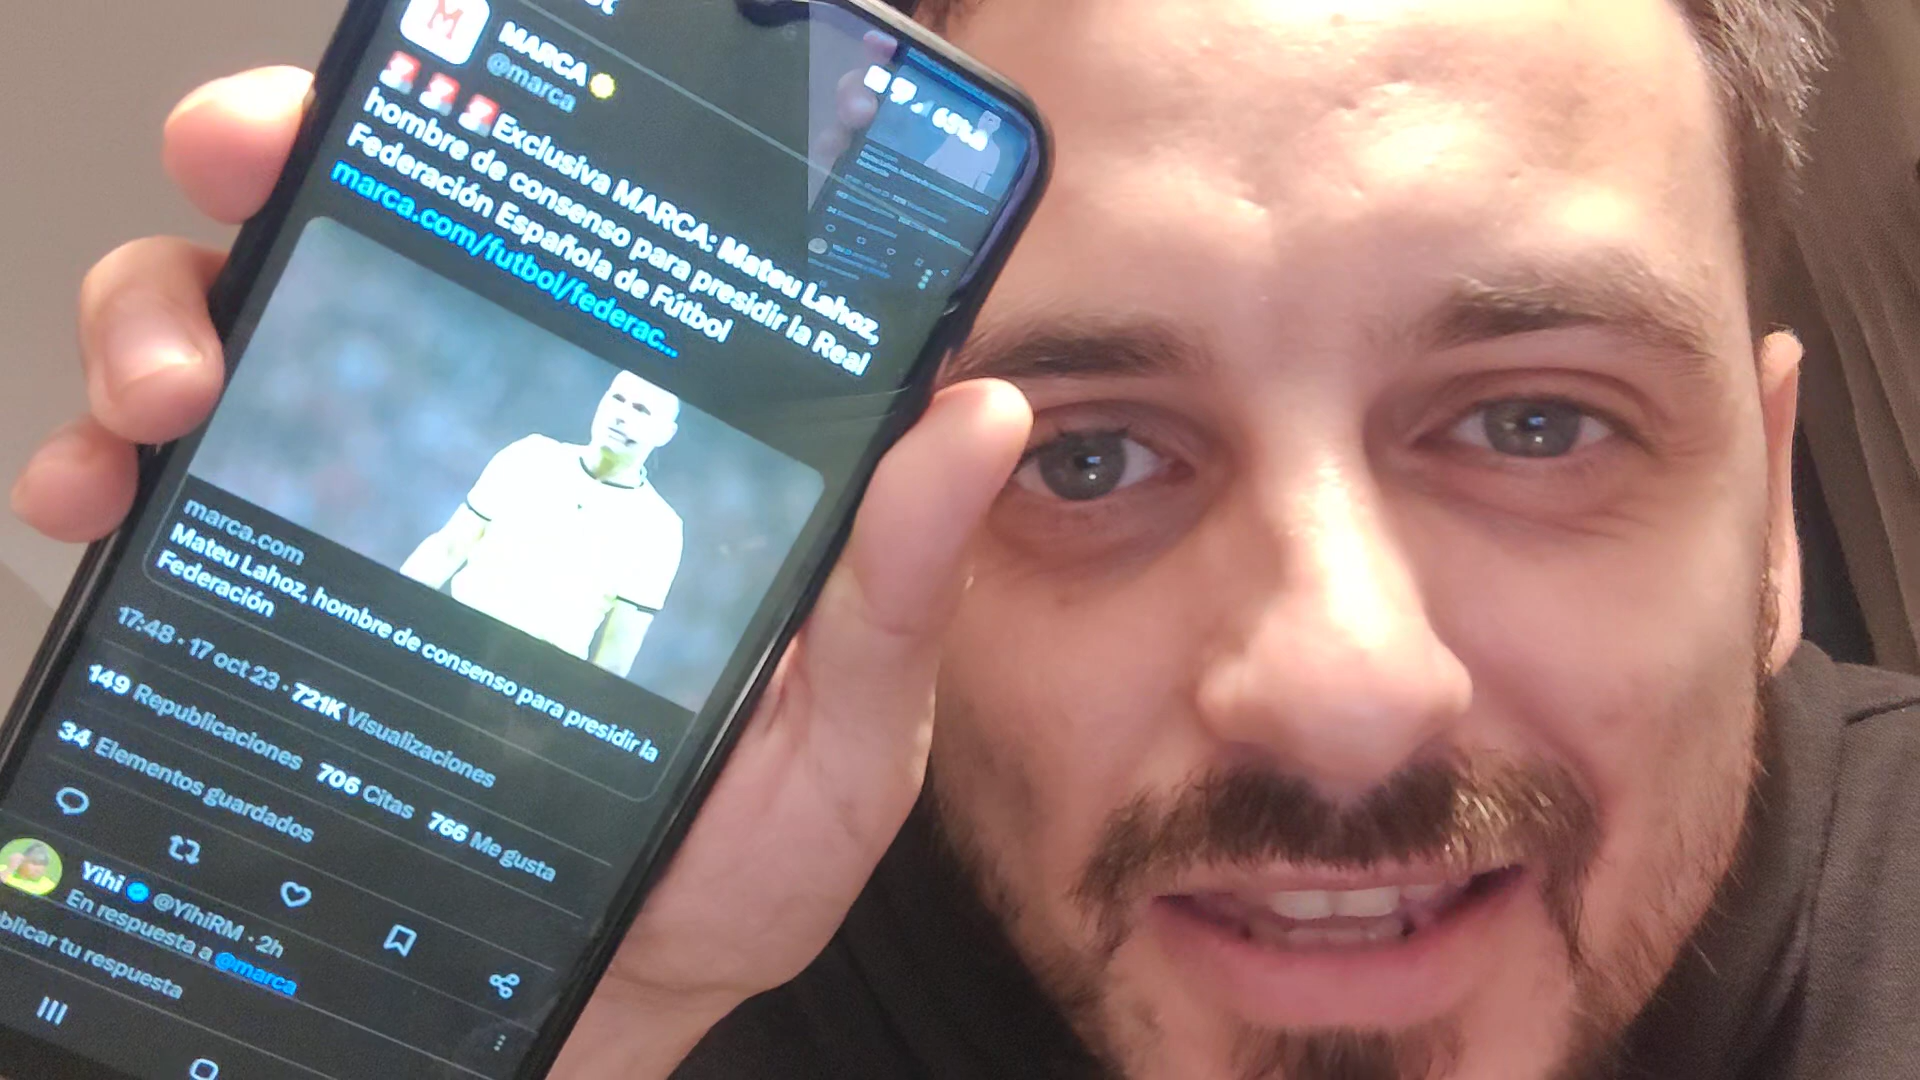 MARCA
@marca
Exclusiva MARCA: Mateu Lahoz,
hombre de consenso para presidir la Real
Federación Española de Fútbol
marca.com/futbol/federac...
marca.com
Mateu Lahoz, hombre de consenso para presidir la
Federación
17:48 · 17 oct 23 · 721K Visualizaciones
149 Republicaciones 706 Citas 766 Me gusta
34 Elementos guardados
Yihi @YihiRM · 2h
En respuesta a @marca
blicar tu respuesta